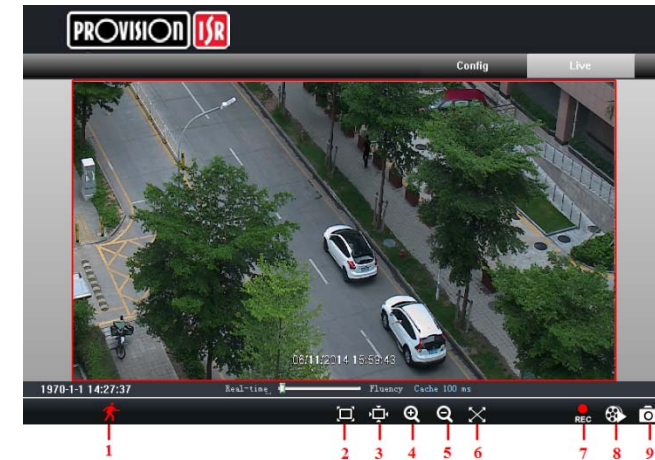 PROVISION ISR
Config Live
06/11/2014 15:59:43
1970-1-1 14:27:37 Real-time Fluency Cache 100 ms
REC
1 2 3 4 5 6 7 8 9